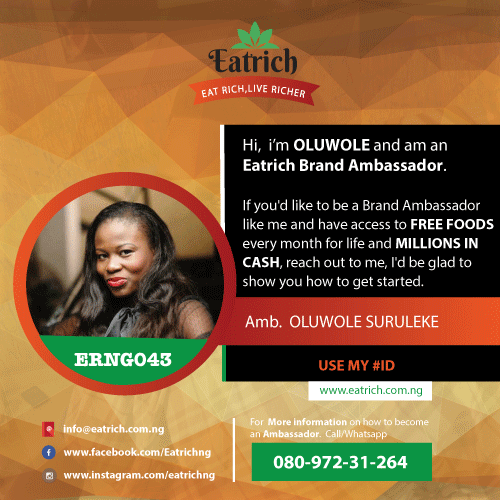 Eatrich
EAT RICH,LIVE RICHER
Hi, i'm OLUWOLE and am an
Eatrich Brand Ambassador.
If you'd like to be a Brand Ambassador
like me and have access to FREE FOODS
every month for life and MILLIONS IN
CASH, reach out to me, I'd be glad to
show you how to get started.
Amb. OLUWOLE SURULEKE
ERNG043
USE MY #ID
www.eatrich.com.ng
info@eatrich.com.ng
www.facebook.com/Eatrichng
www.instagram.com/eatrichng
For More information on how to become
an Ambassador. Call/Whatsapp
080-972-31-264